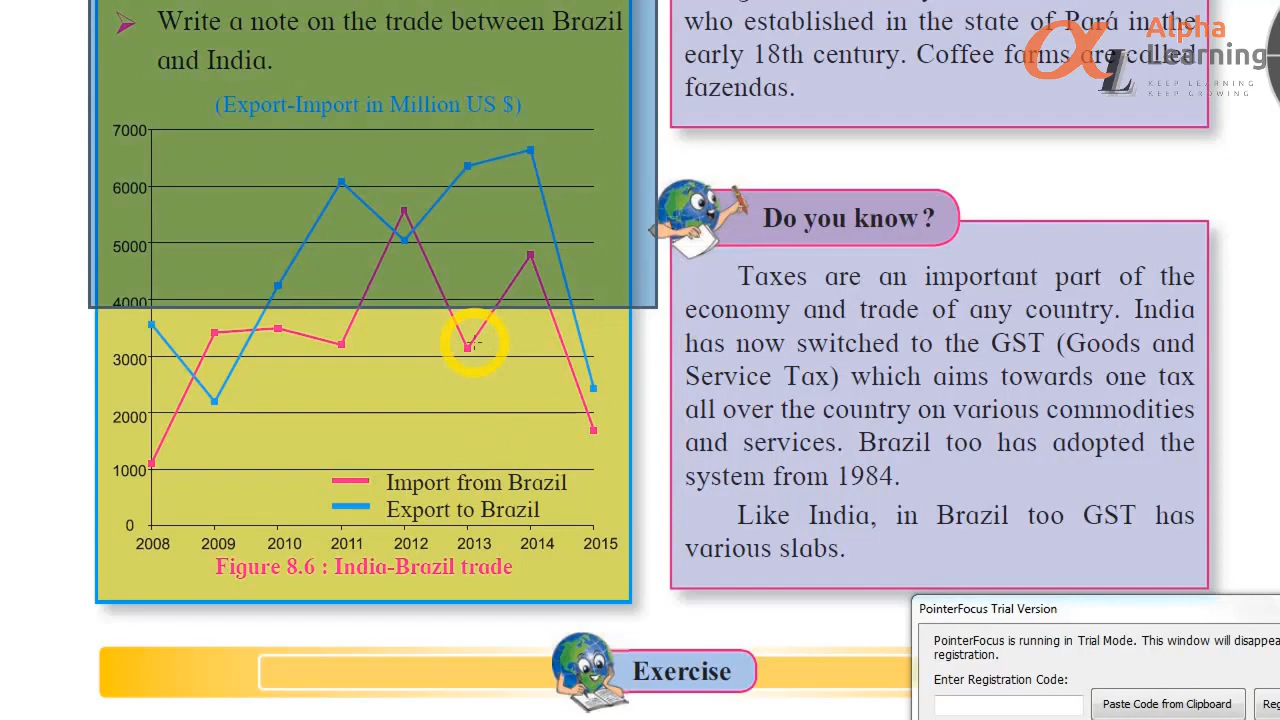 ➢ Write a note on the trade between Brazil
and India.
(Export-Import in Million US $)
7000
6000
5000
4000
3000
2000
1000
0
2008 2009 2010 2011 2012 2013 2014 2015
Import from Brazil
Export to Brazil
Figure 8.6 : India-Brazil trade
who established in the state of Pará in the
early 18th century. Coffee farms are called
fazendas.
Alpha
Learning
KEEP LEARNING
KEEP GROWING
Do you know?
Taxes are an important part of the
economy and trade of any country. India
has now switched to the GST (Goods and
Service Tax) which aims towards one tax
all over the country on various commodities
and services. Brazil too has adopted the
system from 1984.
Like India, in Brazil too GST has
various slabs.
Exercise
PointerFocus Trial Version
PointerFocus is running in Trial Mode. This window will disappea
registration.
Enter Registration Code:
Paste Code from Clipboard
Reg